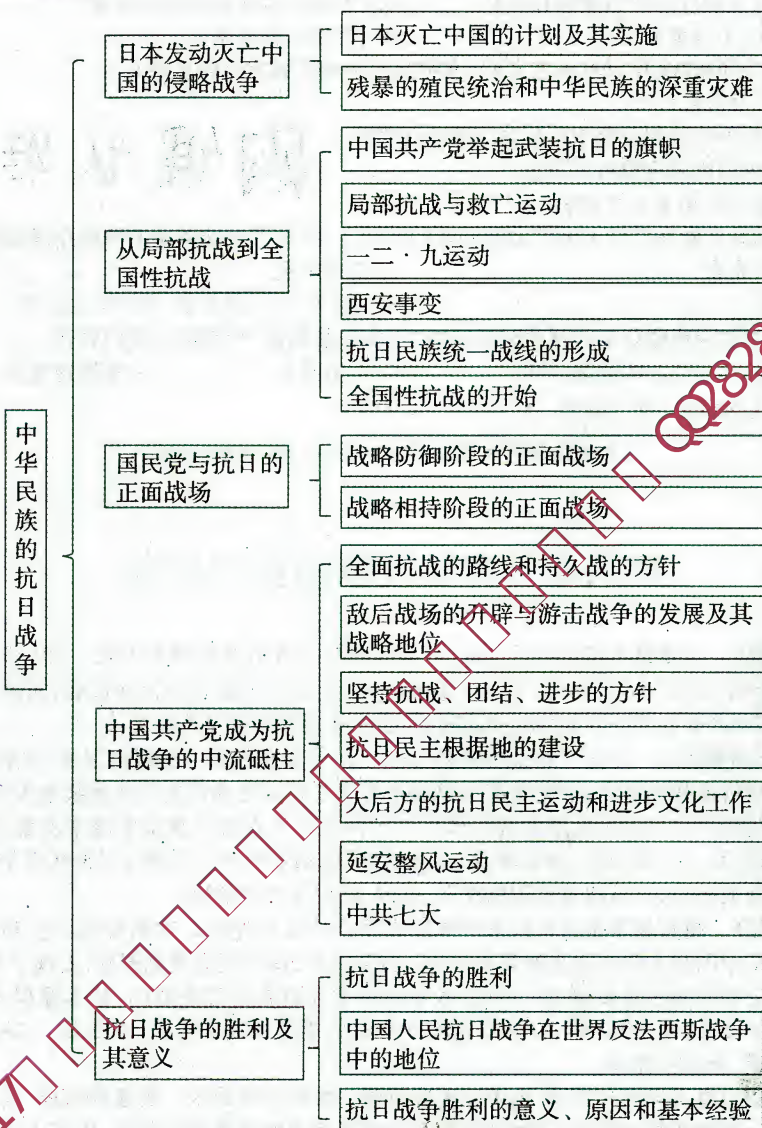 日本发动灭亡中
国的侵略战争
日本灭亡中国的计划及其实施
残暴的殖民统治和中华民族的深重灾难
从局部抗战到全
国性抗战
中国共产党举起武装抗日的旗帜
局部抗战与救亡运动
一二·九运动
西安事变
抗日民族统一战线的形成
全国性抗战的开始
中华民族的抗日战争
国民党与抗日的
正面战场
战略防御阶段的正面战场
战略相持阶段的正面战场
中国共产党成为抗
日战争的中流砥柱
全面抗战的路线和持久战的方针
敌后战场的开辟与游击战争的发展及其
战略地位
坚持抗战、团结、进步的方针
抗日民主根据地的建设
大后方的抗日民主运动和进步文化工作
延安整风运动
中共七大
抗日战争的胜利及
其意义
抗日战争的胜利
中国人民抗日战争在世界反法西斯战争
中的地位
抗日战争胜利的意义、原因和基本经验
QQ2828
17